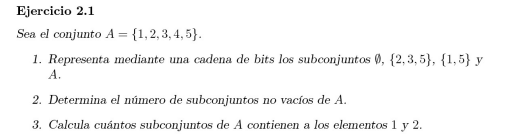 Ejercicio 2.1
Sea el conjunto A = {1, 2, 3, 4, 5}.
1. Representa mediante una cadena de bits los subconjuntos ∅, {2, 3, 5}, {1, 5} y
A.
2. Determina el número de subconjuntos no vacíos de A.
3. Calcula cuántos subconjuntos de A contienen a los elementos 1 y 2.